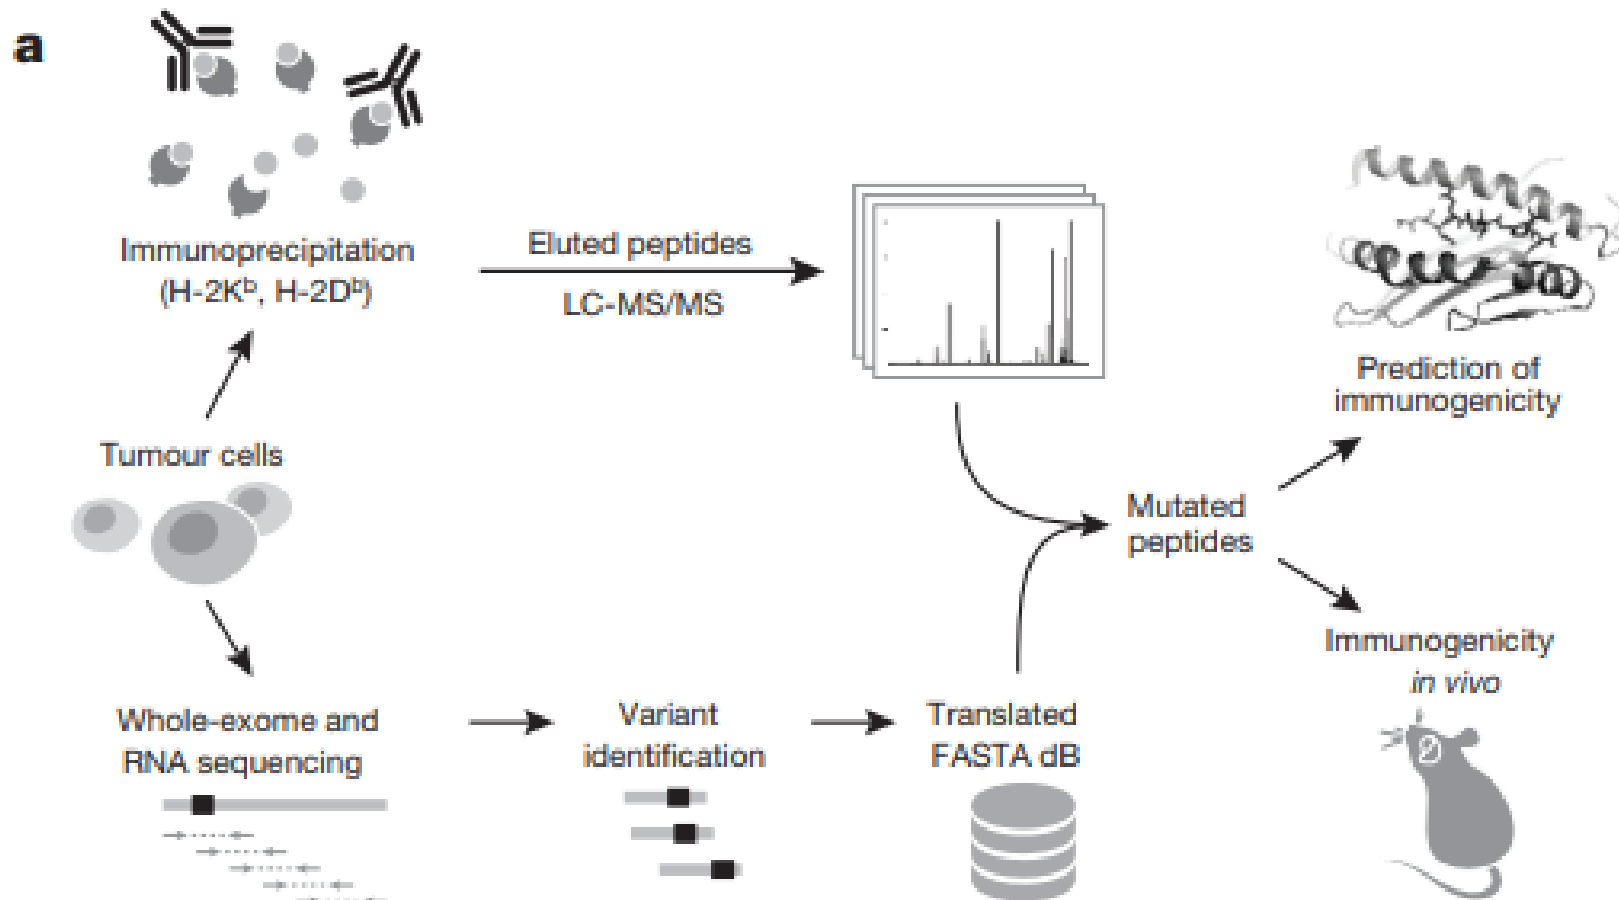 a
Immunoprecipitation
(H-2Kᵇ, H-2Dᵇ)
Eluted peptides
LC-MS/MS
Prediction of
immunogenicity
Tumour cells
Mutated
peptides
Immunogenicity
in vivo
Whole-exome and
RNA sequencing
Variant
identification
Translated
FASTA dB